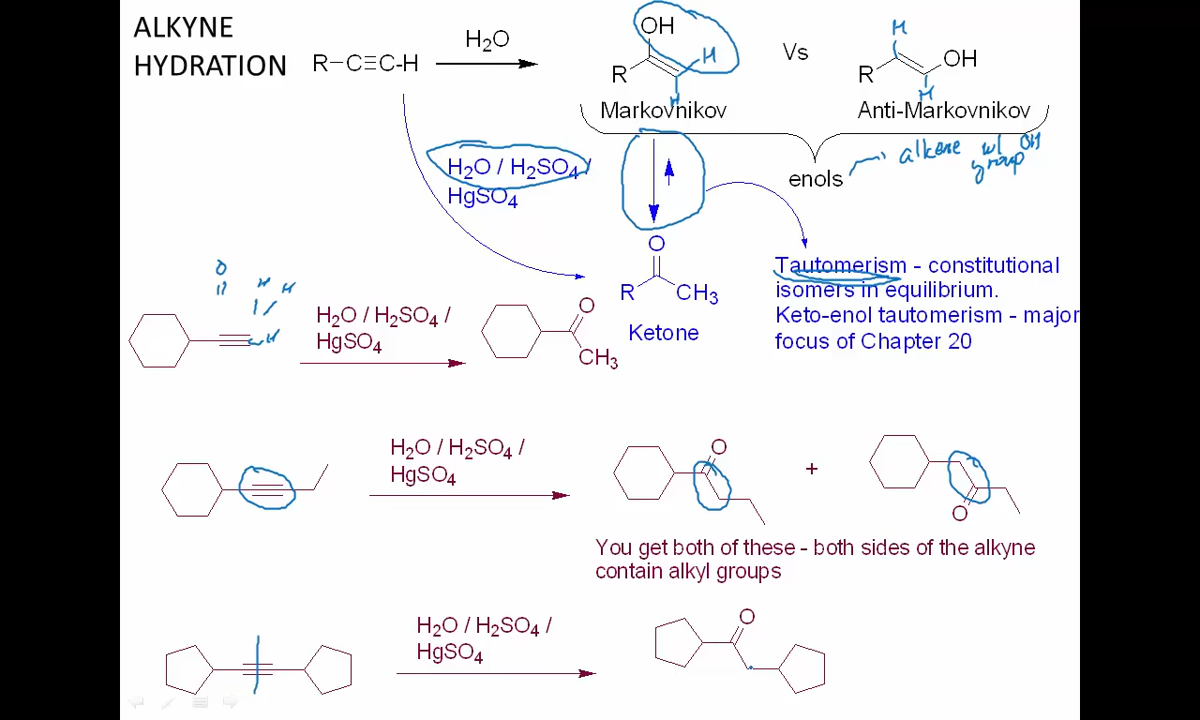 ALKYNE
HYDRATION
R−C≡C-H
H₂O
OH
R
H
H
Markovnikov
Vs
H
R
OH
H
Anti-Markovnikov
enols
alkene w/ OH
group
H₂O / H₂SO₄ /
HgSO₄
O
R
CH₃
Ketone
Tautomerism - constitutional
isomers in equilibrium.
Keto-enol tautomerism - major
focus of Chapter 20
O
H H
H
H₂O / H₂SO₄ /
HgSO₄
O
CH₃
H₂O / H₂SO₄ /
HgSO₄
O
+
O
You get both of these - both sides of the alkyne
contain alkyl groups
H₂O / H₂SO₄ /
HgSO₄
O